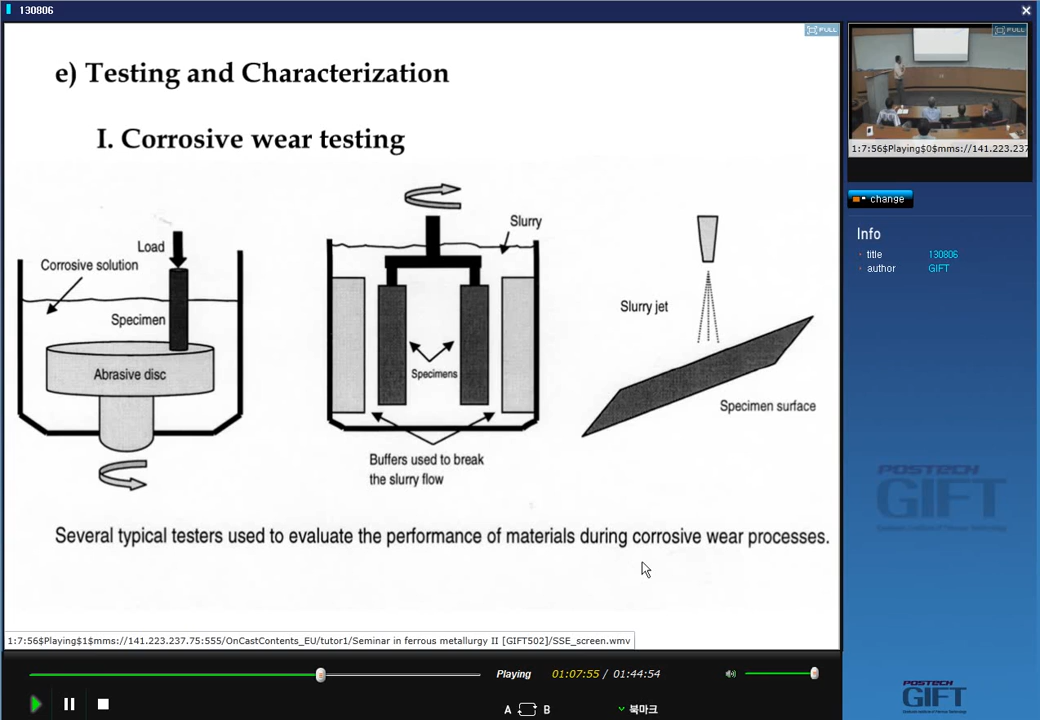 130806
FULL
e) Testing and Characterization
I. Corrosive wear testing
Load
Corrosive solution
Specimen
Abrasive disc
Slurry
Specimens
Buffers used to break
the slurry flow
Slurry jet
Specimen surface
Several typical testers used to evaluate the performance of materials during corrosive wear processes.
1:7:56$Playing$1$mms://141.223.237.75:555/OnCastContents_EU/tutor1/Seminar in ferrous metallurgy II [GIFT502]/SSE_screen.wmv
Playing 01:07:55 / 01:44:54
A B 북마크
FULL
1:7:56$Playing$0$mms://141.223.237
change
Info
title 130806
author GIFT
POSTECH
GIFT
POSTECH
GIFT